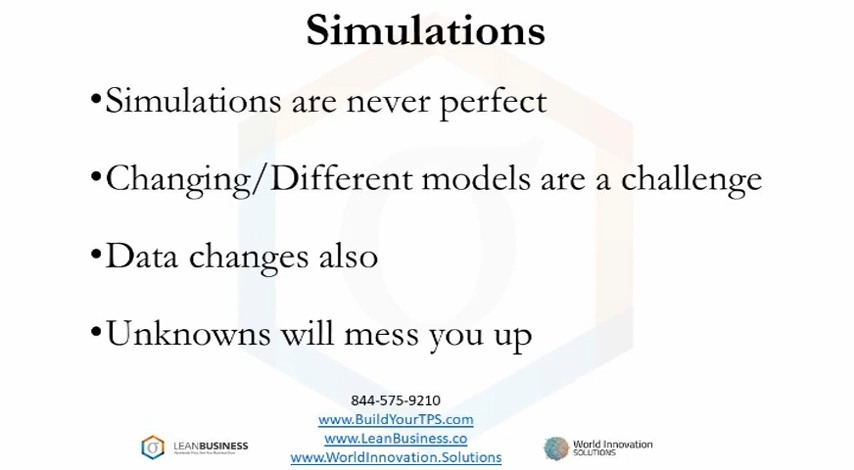 Simulations
•Simulations are never perfect
•Changing/Different models are a challenge
•Data changes also
•Unknowns will mess you up
844-575-9210
www.BuildYourTPS.com
www.LeanBusiness.co
www.WorldInnovation.Solutions
σ LEANBUSINESS
World Innovation
SOLUTIONS